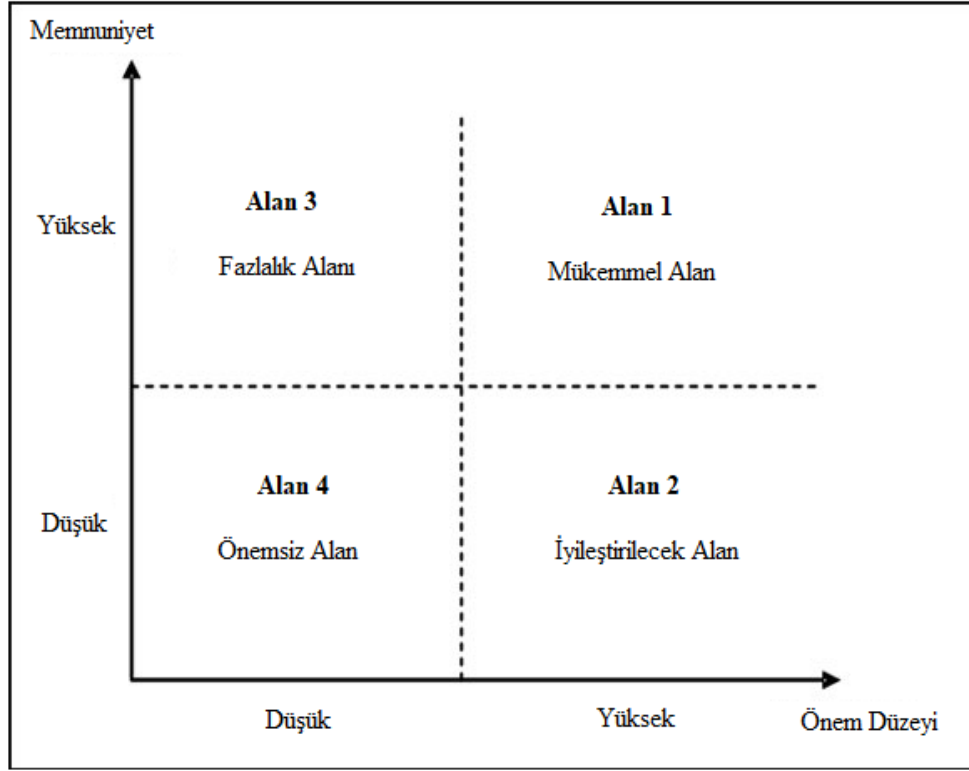 Memnuniyet
Yüksek
Alan 3
Fazlalık Alanı
Alan 1
Mükemmel Alan
Düşük
Alan 4
Önemsiz Alan
Alan 2
İyileştirilecek Alan
Düşük
Yüksek
Önem Düzeyi